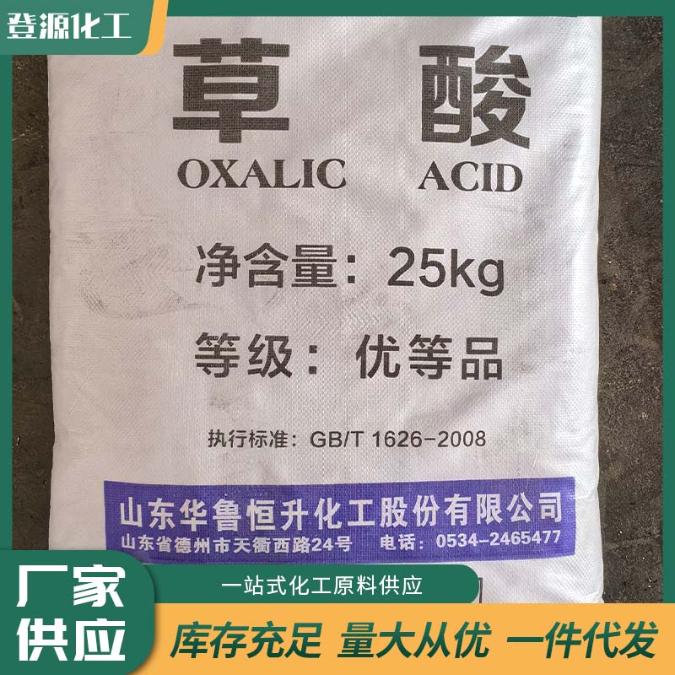 登源化工
草 酸
OXALIC ACID
净含量：25kg
等级：优等品
执行标准：GB/T 1626-2008
山东华鲁恒升化工股份有限公司
山东省德州市天衢西路24号 电话：0534-2465477
厂家
供应
一站式化工原料供应
库存充足 量大从优 一件代发